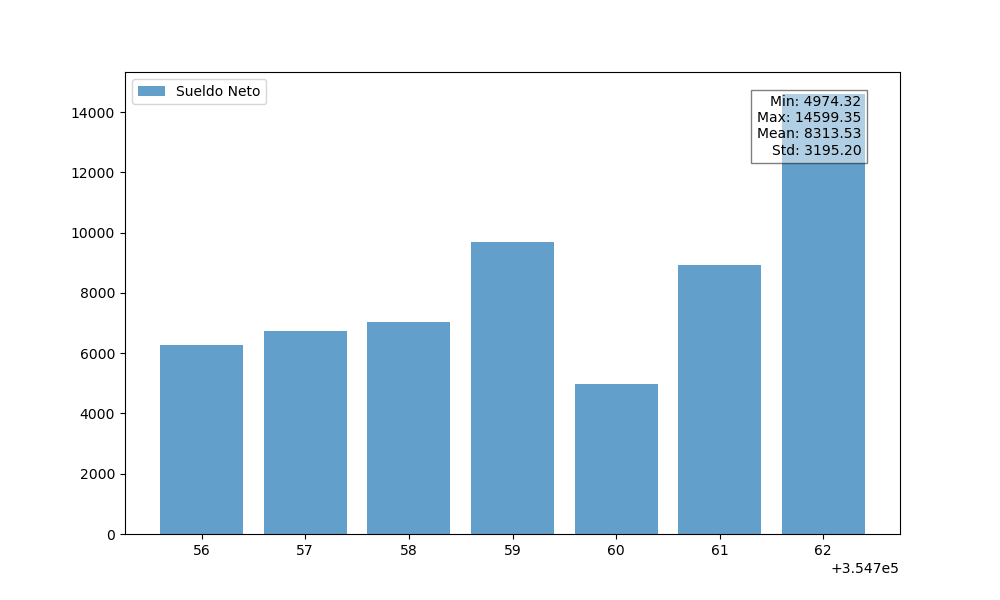 Sueldo Neto
Min: 4974.32
Max: 14599.35
Mean: 8313.53
Std: 3195.20
14000
12000
10000
8000
6000
4000
2000
0
56 57 58 59 60 61 62
+3.547e5